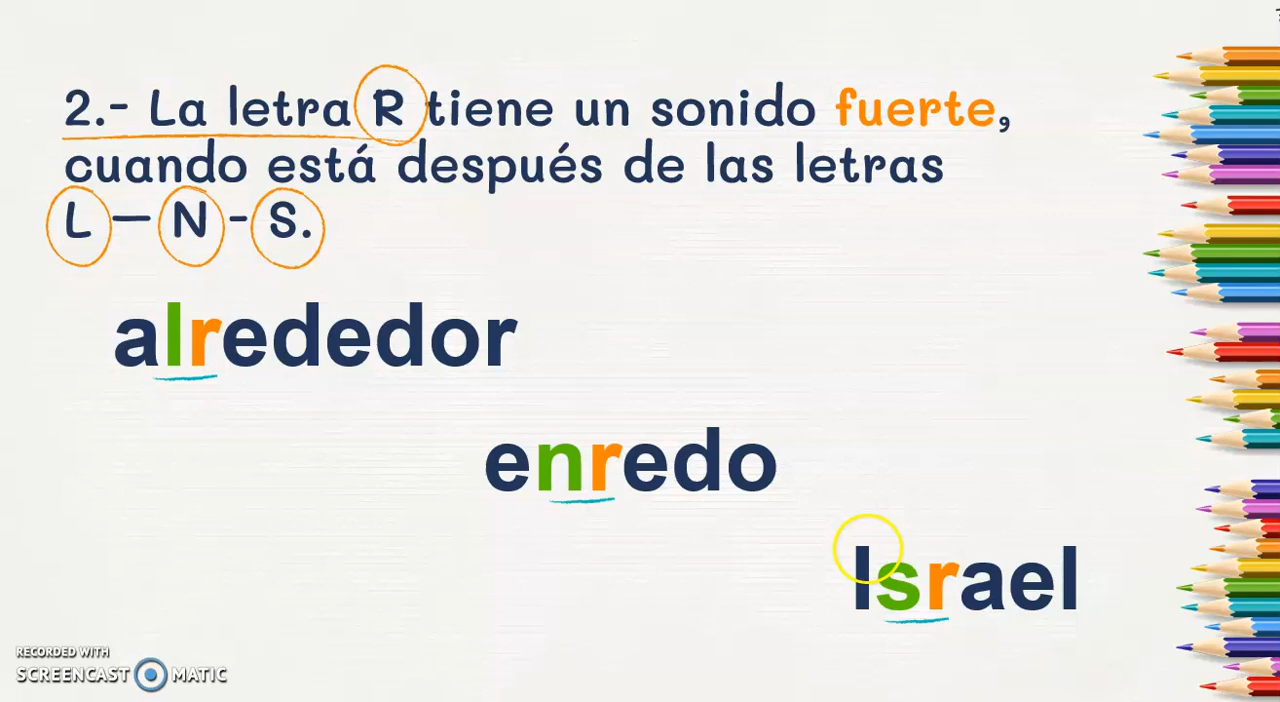 2.- La letra R tiene un sonido fuerte,
cuando está después de las letras
L – N - S.
alrededor
enredo
Israel
RECORDED WITH
SCREENCAST MATIC